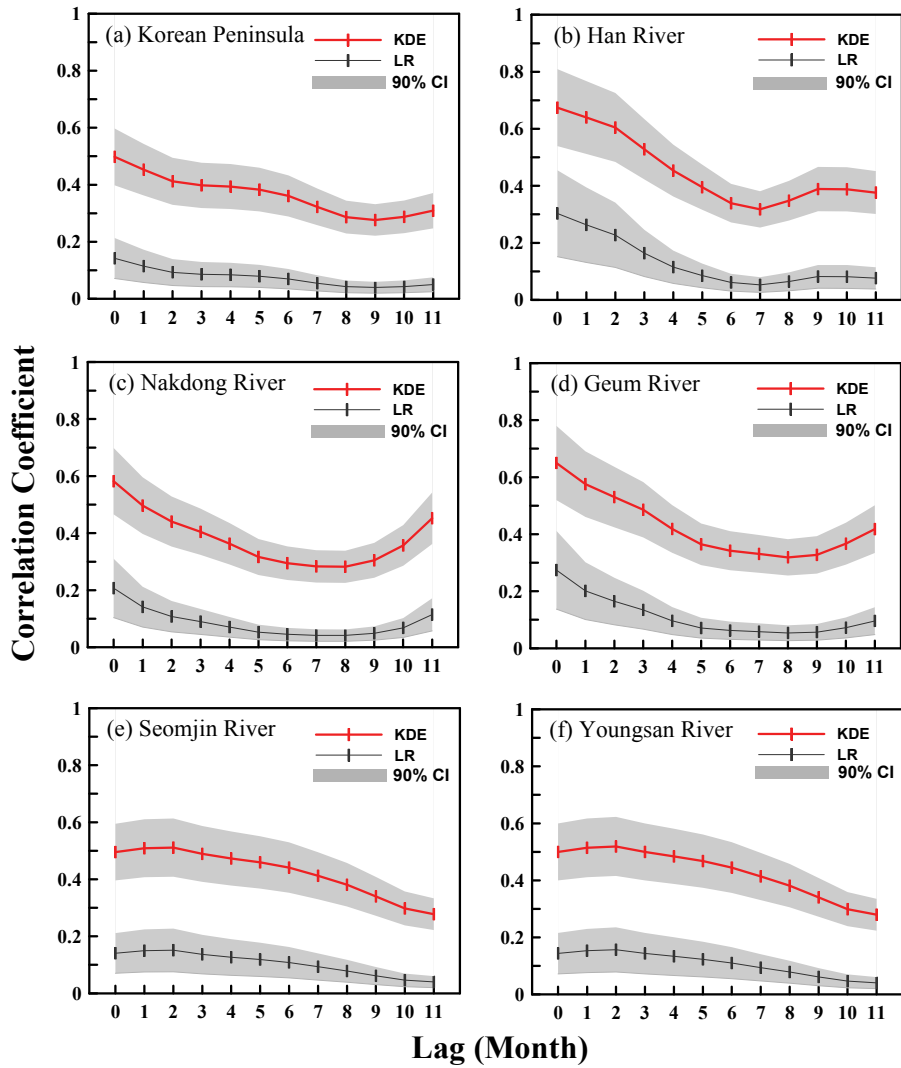 (a) Korean Peninsula
KDE
LR
90% CI
1
0.8
0.6
0.4
0.2
0
0 1 2 3 4 5 6 7 8 9 10 11
(b) Han River
KDE
LR
90% CI
1
0.8
0.6
0.4
0.2
0
0 1 2 3 4 5 6 7 8 9 10 11
Correlation Coefficient
(c) Nakdong River
KDE
LR
90% CI
1
0.8
0.6
0.4
0.2
0
0 1 2 3 4 5 6 7 8 9 10 11
(d) Geum River
KDE
LR
90% CI
1
0.8
0.6
0.4
0.2
0
0 1 2 3 4 5 6 7 8 9 10 11
(e) Seomjin River
KDE
LR
90% CI
1
0.8
0.6
0.4
0.2
0
0 1 2 3 4 5 6 7 8 9 10 11
(f) Youngsan River
KDE
LR
90% CI
1
0.8
0.6
0.4
0.2
0
0 1 2 3 4 5 6 7 8 9 10 11
Lag (Month)